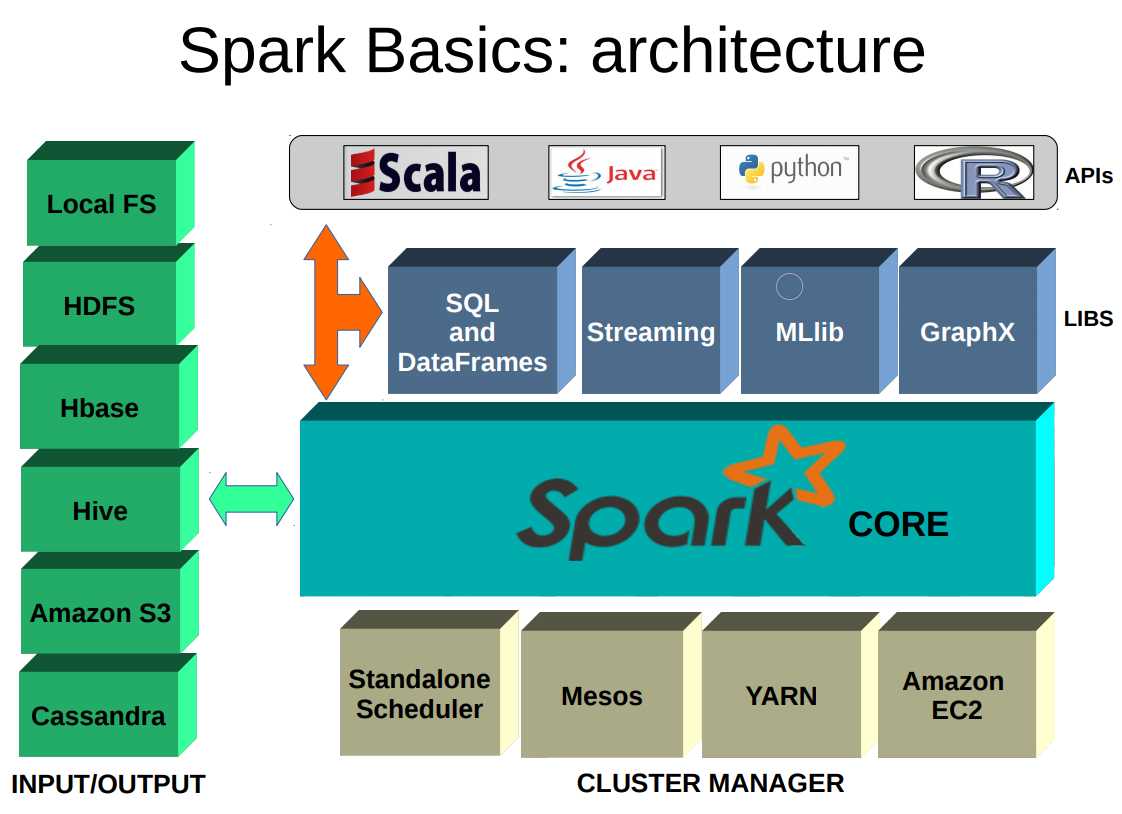 Spark Basics: architecture
Local FS
HDFS
Hbase
Hive
Amazon S3
Cassandra
INPUT/OUTPUT
Scala
Java
python™
R
APIs
SQL
and
DataFrames
Streaming
MLlib
GraphX
LIBS
Spark
CORE
Standalone
Scheduler
Mesos
YARN
Amazon
EC2
CLUSTER MANAGER